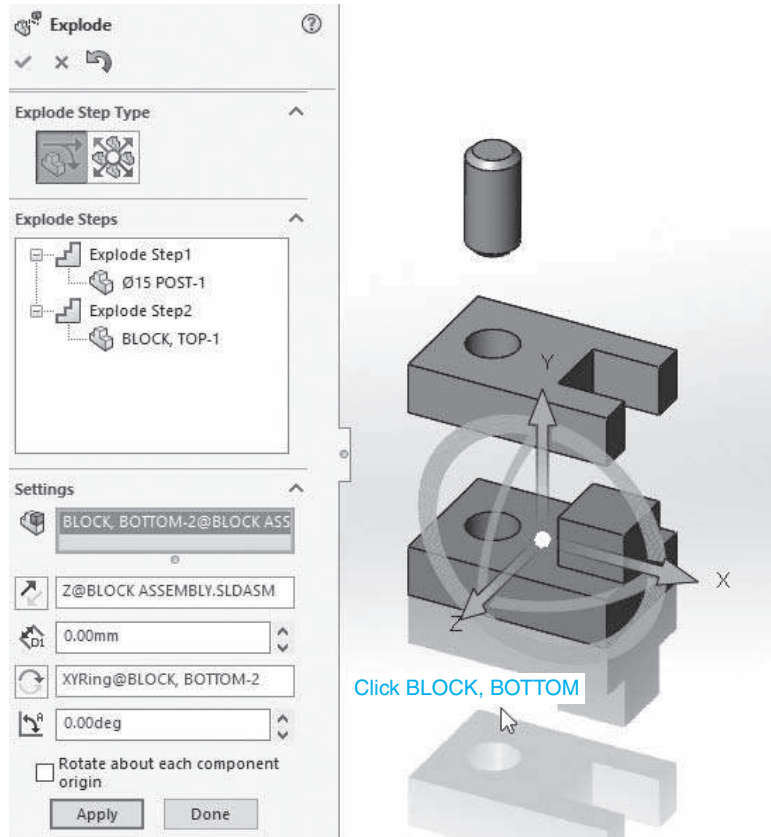 Explode
Explode Step Type
Explode Steps
Explode Step1
Ø15 POST-1
Explode Step2
BLOCK, TOP-1
Settings
BLOCK, BOTTOM-2@BLOCK ASS
Z@BLOCK ASSEMBLY.SLDASM
D1
0.00mm
XYRing@BLOCK, BOTTOM-2
A
0.00deg
Rotate about each component
origin
Apply Done
Y
X
Z
Click BLOCK, BOTTOM